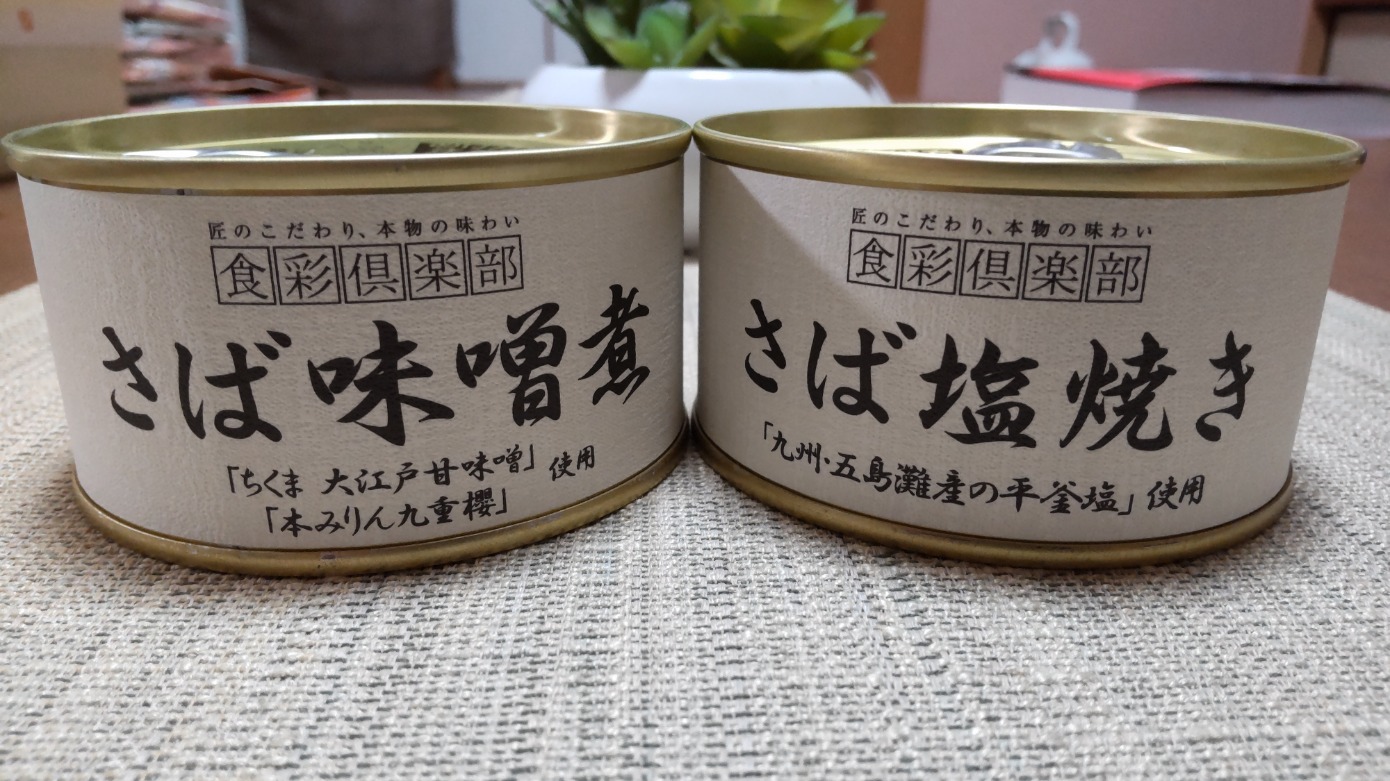 匠のこだわり、本物の味わい
食彩倶楽部
さば味噌煮
「ちくま 大江戸甘味噌」使用
「本みりん九重櫻」
匠のこだわり、本物の味わい
食彩倶楽部
さば塩焼き
「九州・五島灘産の平釜塩」使用